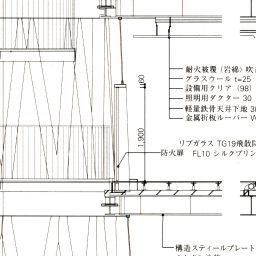 耐火被覆（岩綿）吹
グラスウール t=25
設備用クリア（98）
照明用ダクター 30
軽量鉄骨天井下地
金属折板ルーバー W
60
1,900
リブガラス TG19飛散防
防火扉 FL10 シルクプリン
構造スティールプレート